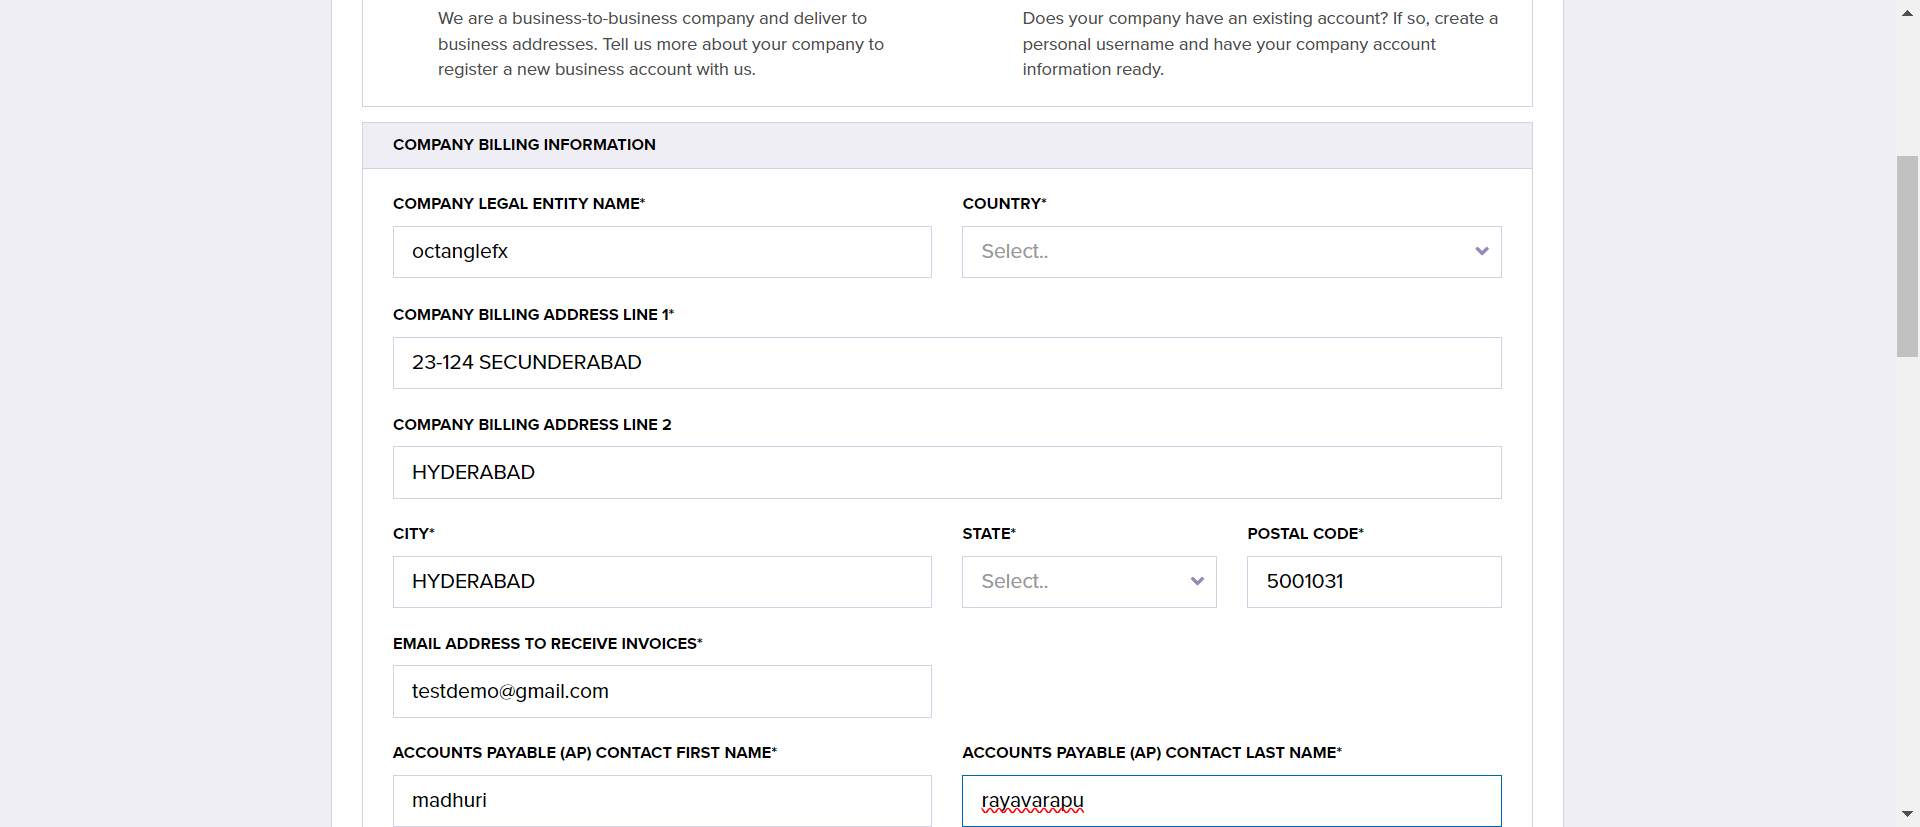 We are a business-to-business company and deliver to
business addresses. Tell us more about your company to
register a new business account with us.
Does your company have an existing account? If so, create a
personal username and have your company account
information ready.
COMPANY BILLING INFORMATION
COMPANY LEGAL ENTITY NAME*
COUNTRY*
octanglefx
Select..
COMPANY BILLING ADDRESS LINE 1*
23-124 SECUNDERABAD
COMPANY BILLING ADDRESS LINE 2
HYDERABAD
CITY*
STATE*
POSTAL CODE*
HYDERABAD
Select..
5001031
EMAIL ADDRESS TO RECEIVE INVOICES*
testdemo@gmail.com
ACCOUNTS PAYABLE (AP) CONTACT FIRST NAME*
ACCOUNTS PAYABLE (AP) CONTACT LAST NAME*
madhuri
rayavarapu